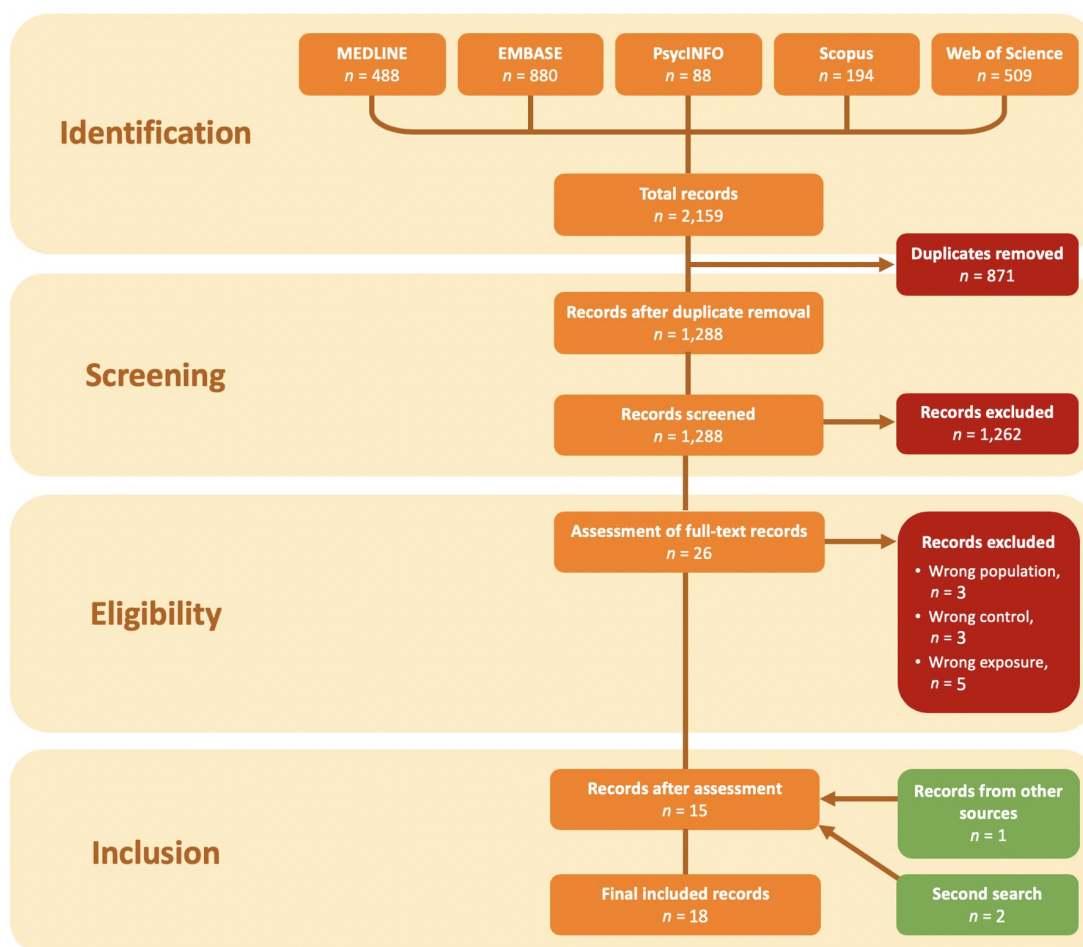 MEDLINE
n = 488
EMBASE
n = 880
PsycINFO
n = 88
Scopus
n = 194
Web of Science
n = 509
Identification
Total records
n = 2,159
Duplicates removed
n = 871
Records after duplicate removal
n = 1,288
Screening
Records screened
n = 1,288
Records excluded
n = 1,262
Assessment of full-text records
n = 26
Eligibility
Records excluded
• Wrong population,
n = 3
• Wrong control,
n = 3
• Wrong exposure,
n = 5
Records after assessment
n = 15
Records from other
sources
n = 1
Inclusion
Final included records
n = 18
Second search
n = 2